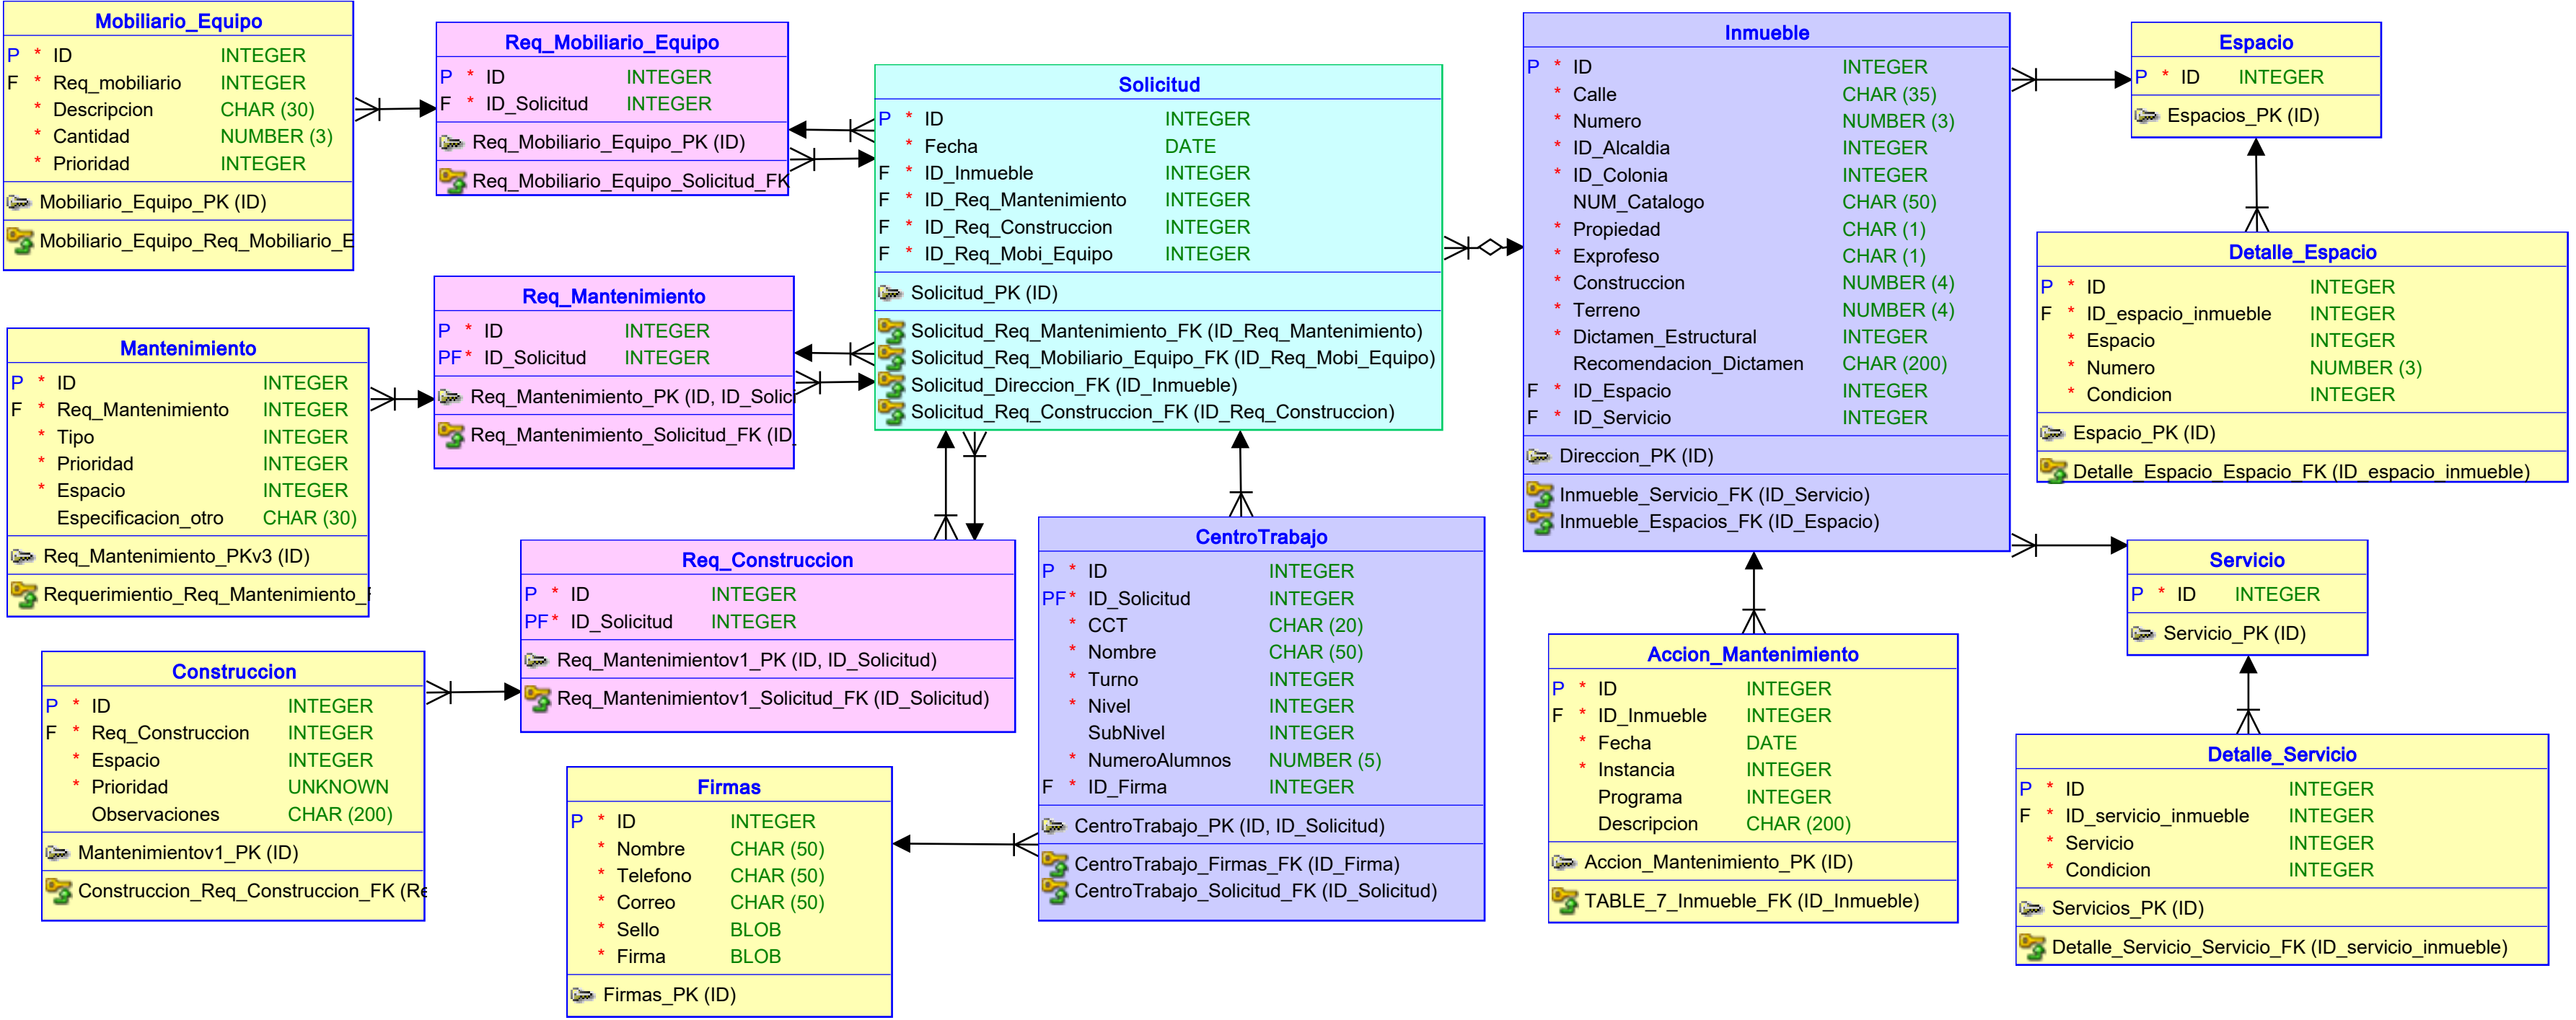 Mobiliario_Equipo
P * ID INTEGER
F * Req_mobiliario INTEGER
* Descripcion CHAR (30)
* Cantidad NUMBER (3)
* Prioridad INTEGER
Mobiliario_Equipo_PK (ID)
Mobiliario_Equipo_Req_Mobiliario_E
Req_Mobiliario_Equipo
P * ID INTEGER
F * ID_Solicitud INTEGER
Req_Mobiliario_Equipo_PK (ID)
Req_Mobiliario_Equipo_Solicitud_FK
Solicitud
P * ID INTEGER
* Fecha DATE
F * ID_Inmueble INTEGER
F * ID_Req_Mantenimiento INTEGER
F * ID_Req_Construccion INTEGER
F * ID_Req_Mobi_Equipo INTEGER
Solicitud_PK (ID)
Solicitud_Req_Mantenimiento_FK (ID_Req_Mantenimiento)
Solicitud_Req_Mobiliario_Equipo_FK (ID_Req_Mobi_Equipo)
Solicitud_Direccion_FK (ID_Inmueble)
Solicitud_Req_Construccion_FK (ID_Req_Construccion)
Inmueble
P * ID INTEGER
* Calle CHAR (35)
* Numero NUMBER (3)
* ID_Alcaldia INTEGER
* ID_Colonia INTEGER
NUM_Catalogo CHAR (50)
* Propiedad CHAR (1)
* Exprofeso CHAR (1)
* Construccion NUMBER (4)
* Terreno NUMBER (4)
* Dictamen_Estructural INTEGER
Recomendacion_Dictamen CHAR (200)
F * ID_Espacio INTEGER
F * ID_Servicio INTEGER
Direccion_PK (ID)
Inmueble_Servicio_FK (ID_Servicio)
Inmueble_Espacios_FK (ID_Espacio)
Espacio
P * ID INTEGER
Espacios_PK (ID)
Detalle_Espacio
P * ID INTEGER
F * ID_espacio_inmueble INTEGER
* Espacio INTEGER
* Numero NUMBER (3)
* Condicion INTEGER
Espacio_PK (ID)
Detalle_Espacio_Espacio_FK (ID_espacio_inmueble)
Mantenimiento
P * ID INTEGER
F * Req_Mantenimiento INTEGER
* Tipo INTEGER
* Prioridad INTEGER
* Espacio INTEGER
Especificacion_otro CHAR (30)
Req_Mantenimiento_PKv3 (ID)
Requerimientio_Req_Mantenimiento_
Req_Mantenimiento
P * ID INTEGER
PF * ID_Solicitud INTEGER
Req_Mantenimiento_PK (ID, ID_Solic
Req_Mantenimiento_Solicitud_FK (ID_
Req_Construccion
P * ID INTEGER
PF * ID_Solicitud INTEGER
Req_Mantenimientov1_PK (ID, ID_Solicitud)
Req_Mantenimientov1_Solicitud_FK (ID_Solicitud)
CentroTrabajo
P * ID INTEGER
PF * ID_Solicitud INTEGER
* CCT CHAR (20)
* Nombre CHAR (50)
* Turno INTEGER
* Nivel INTEGER
SubNivel INTEGER
* NumeroAlumnos NUMBER (5)
F * ID_Firma INTEGER
CentroTrabajo_PK (ID, ID_Solicitud)
CentroTrabajo_Firmas_FK (ID_Firma)
CentroTrabajo_Solicitud_FK (ID_Solicitud)
Servicio
P * ID INTEGER
Servicio_PK (ID)
Construccion
P * ID INTEGER
F * Req_Construccion INTEGER
* Espacio INTEGER
* Prioridad UNKNOWN
Observaciones CHAR (200)
Mantenimientov1_PK (ID)
Construccion_Req_Construccion_FK (Re
Firmas
P * ID INTEGER
* Nombre CHAR (50)
* Telefono CHAR (50)
* Correo CHAR (50)
* Sello BLOB
* Firma BLOB
Firmas_PK (ID)
Accion_Mantenimiento
P * ID INTEGER
F * ID_Inmueble INTEGER
* Fecha DATE
* Instancia INTEGER
Programa INTEGER
Descripcion CHAR (200)
Accion_Mantenimiento_PK (ID)
TABLE_7_Inmueble_FK (ID_Inmueble)
Detalle_Servicio
P * ID INTEGER
F * ID_servicio_inmueble INTEGER
* Servicio INTEGER
* Condicion INTEGER
Servicios_PK (ID)
Detalle_Servicio_Servicio_FK (ID_servicio_inmueble)